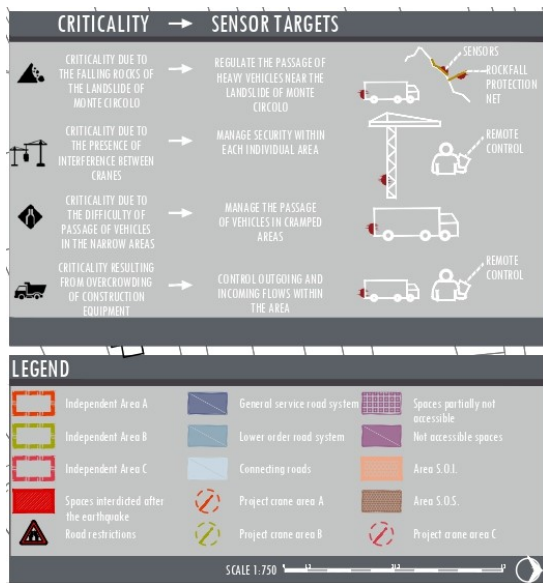 CRITICALITY → SENSOR TARGETS
CRITICALITY DUE TO
THE FALLING ROCKS OF
THE LANDSLIDE OF
MONTE CIRCOLO
REGULATE THE PASSAGE OF
HEAVY VEHICLES NEAR THE
LANDSLIDE OF MONTE
CIRCOLO
SENSORS
ROCKFALL
PROTECTION
NET
CRITICALITY DUE TO
THE PRESENCE OF
INTERFERENCE BETWEEN
CRANES
MANAGE SECURITY WITHIN
EACH INDIVIDUAL AREA
REMOTE
CONTROL
CRITICALITY DUE TO
THE DIFFICULTY OF
PASSAGE OF VEHICLES
IN THE NARROW AREAS
MANAGE THE PASSAGE
OF VEHICLES IN CRAMPED
AREAS
CRITICALITY RESULTING
FROM OVERCROWDING
OF CONSTRUCTION
EQUIPMENT
CONTROL OUTGOING AND
INCOMING FLOWS WITHIN
THE AREA
REMOTE
CONTROL
LEGEND
Independent Area A
Independent Area B
Independent Area C
Spaces interdicted after
the earthquake
Road restrictions
General service road system
Lower order road system
Connecting roads
Project crane area A
Project crane area B
Spaces partially not
accessible
Not accessible spaces
Area S.O.I.
Area S.O.S.
Project crane area C
SCALE 1:750